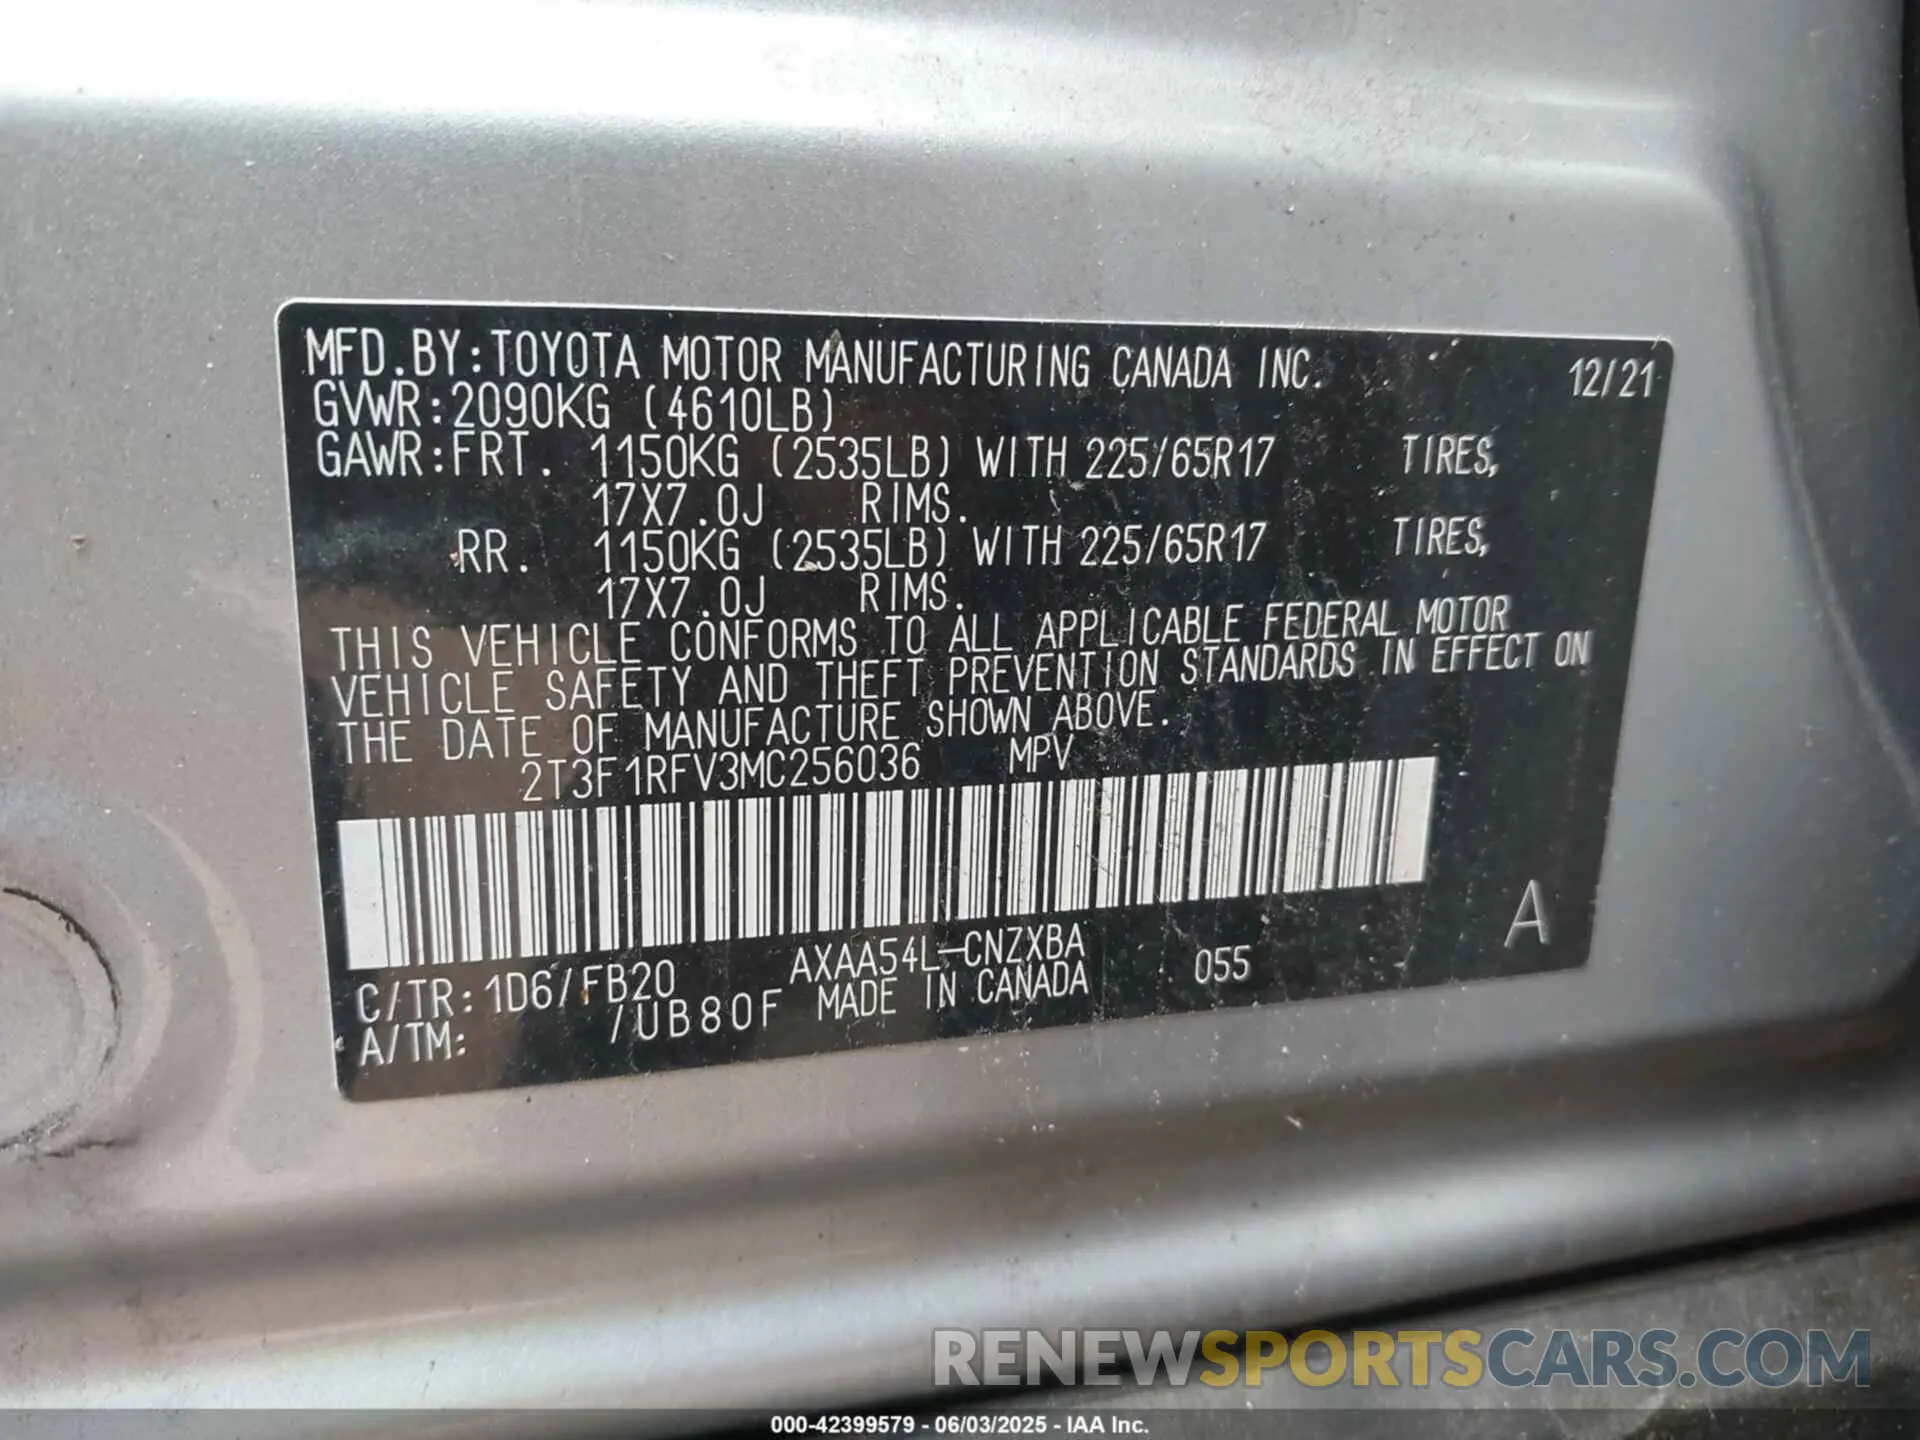 MFD.BY:TOYOTA MOTOR MANUFACTURING CANADA INC. 12/21
GVWR:2090KG (4610LB)
GAWR:FRT. 1150KG (2535LB) WITH 225/65R17 TIRES,
17X7.0J RIMS.
RR. 1150KG (2535LB) WITH 225/65R17 TIRES,
17X7.0J RIMS.
THIS VEHICLE CONFORMS TO ALL APPLICABLE FEDERAL MOTOR
VEHICLE SAFETY AND THEFT PREVENTION STANDARDS IN EFFECT ON
THE DATE OF MANUFACTURE SHOWN ABOVE.
2T3F1RFV3MC256036 MPV
A
C/TR:1D6/FB20 AXAA54L-CNZXBA 055
A/TM: /UB80F MADE IN CANADA
RENEWSPORTSCARS.COM
000-42399579 - 06/03/2025 - IAA Inc.